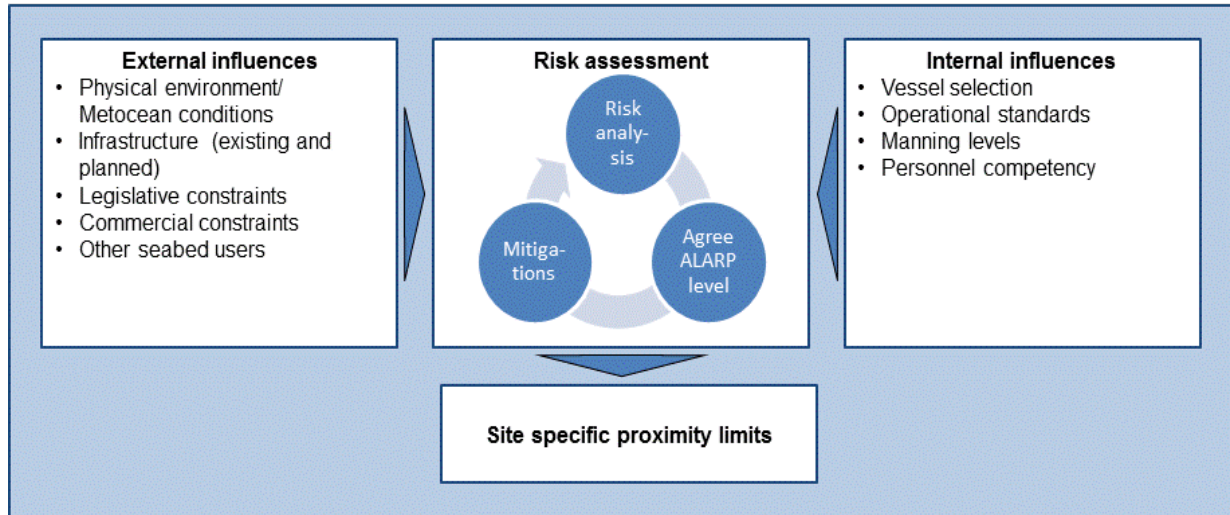 External influences
• Physical environment/
Metocean conditions
• Infrastructure (existing and
planned)
• Legislative constraints
• Commercial constraints
• Other seabed users
Risk assessment
Risk
analy-
sis
Mitiga-
tions
Agree
ALARP
level
Internal influences
• Vessel selection
• Operational standards
• Manning levels
• Personnel competency
Site specific proximity limits